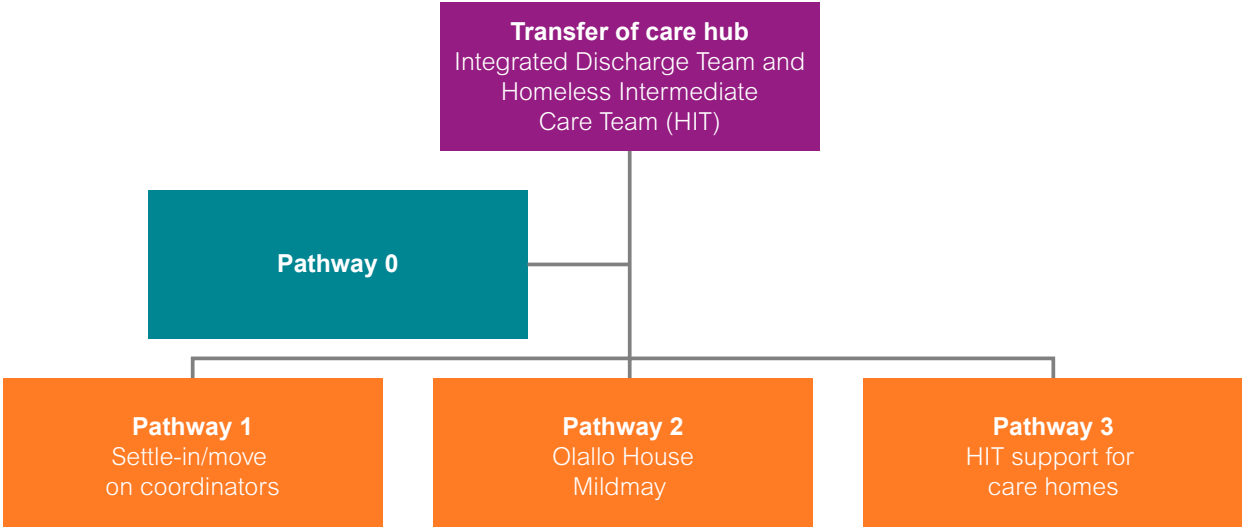 Transfer of care hub
Integrated Discharge Team and
Homeless Intermediate
Care Team (HIT)
Pathway 0
Pathway 1
Settle-in/move
on coordinators
Pathway 2
Olallo House
Mildmay
Pathway 3
HIT support for
care homes